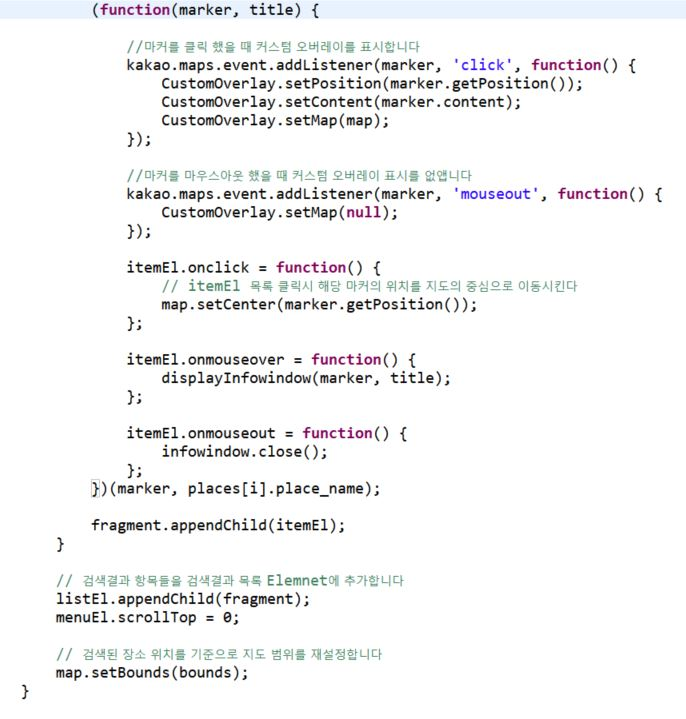 (function(marker, title) {
//마커를 클릭 했을 때 커스텀 오버레이를 표시합니다
kakao.maps.event.addListener(marker, 'click', function() {
CustomOverlay.setPosition(marker.getPosition());
CustomOverlay.setContent(marker.content);
CustomOverlay.setMap(map);
});
//마커를 마우스아웃 했을 때 커스텀 오버레이 표시를 없앱니다
kakao.maps.event.addListener(marker, 'mouseout', function() {
CustomOverlay.setMap(null);
});
itemEl.onclick = function() {
// itemEl 목록 클릭시 해당 마커의 위치를 지도의 중심으로 이동시킨다
map.setCenter(marker.getPosition());
};
itemEl.onmouseover = function() {
displayInfowindow(marker, title);
};
itemEl.onmouseout = function() {
infowindow.close();
};
})(marker, places[i].place_name);
fragment.appendChild(itemEl);
}
// 검색결과 항목들을 검색결과 목록 Elemnet에 추가합니다
listEl.appendChild(fragment);
menuEl.scrollTop = 0;
// 검색된 장소 위치를 기준으로 지도 범위를 재설정합니다
map.setBounds(bounds);
}